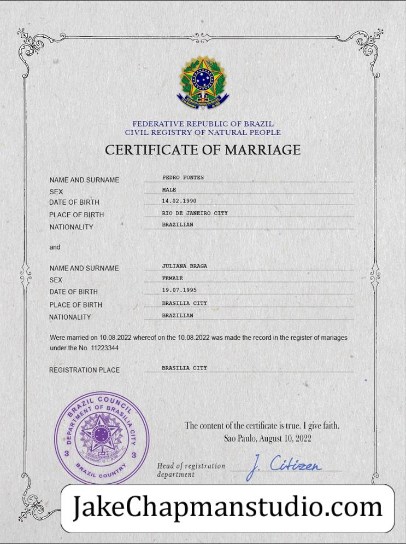 FEDERATIVE REPUBLIC OF BRAZIL
CIVIL REGISTRY OF NATURAL PEOPLE
CERTIFICATE OF MARRIAGE
NAME AND SURNAME PEDRO FONTES
SEX MALE
DATE OF BIRTH 14.02.1990
PLACE OF BIRTH RIO DE JANEIRO CITY
NATIONALITY BRAZILIAN
and
NAME AND SURNAME JULIANA BRAGA
SEX FEMALE
DATE OF BIRTH 19.07.1995
PLACE OF BIRTH BRASILIA CITY
NATIONALITY BRAZILIAN
Were married on 10.08.2022 whereof on the 10.08.2022 was made the record in the register of manages
under the No. 11223344
REGISTRATION PLACE BRASILIA CITY
BRAZIL COUNCIL
DEPARTMENT OF BRASILIA CITY
3 3
BRAZIL COUNTRY
The content of the certificate is true. I give faith.
Sao Paulo, August 10, 2022
Head of registration
department
J. Citizen
JakeChapmanstudio.com